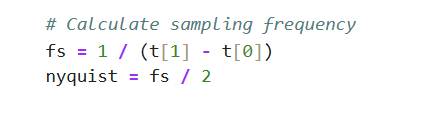 # Calculate sampling frequency
fs = 1 / (t[1] - t[0])
nyquist = fs / 2